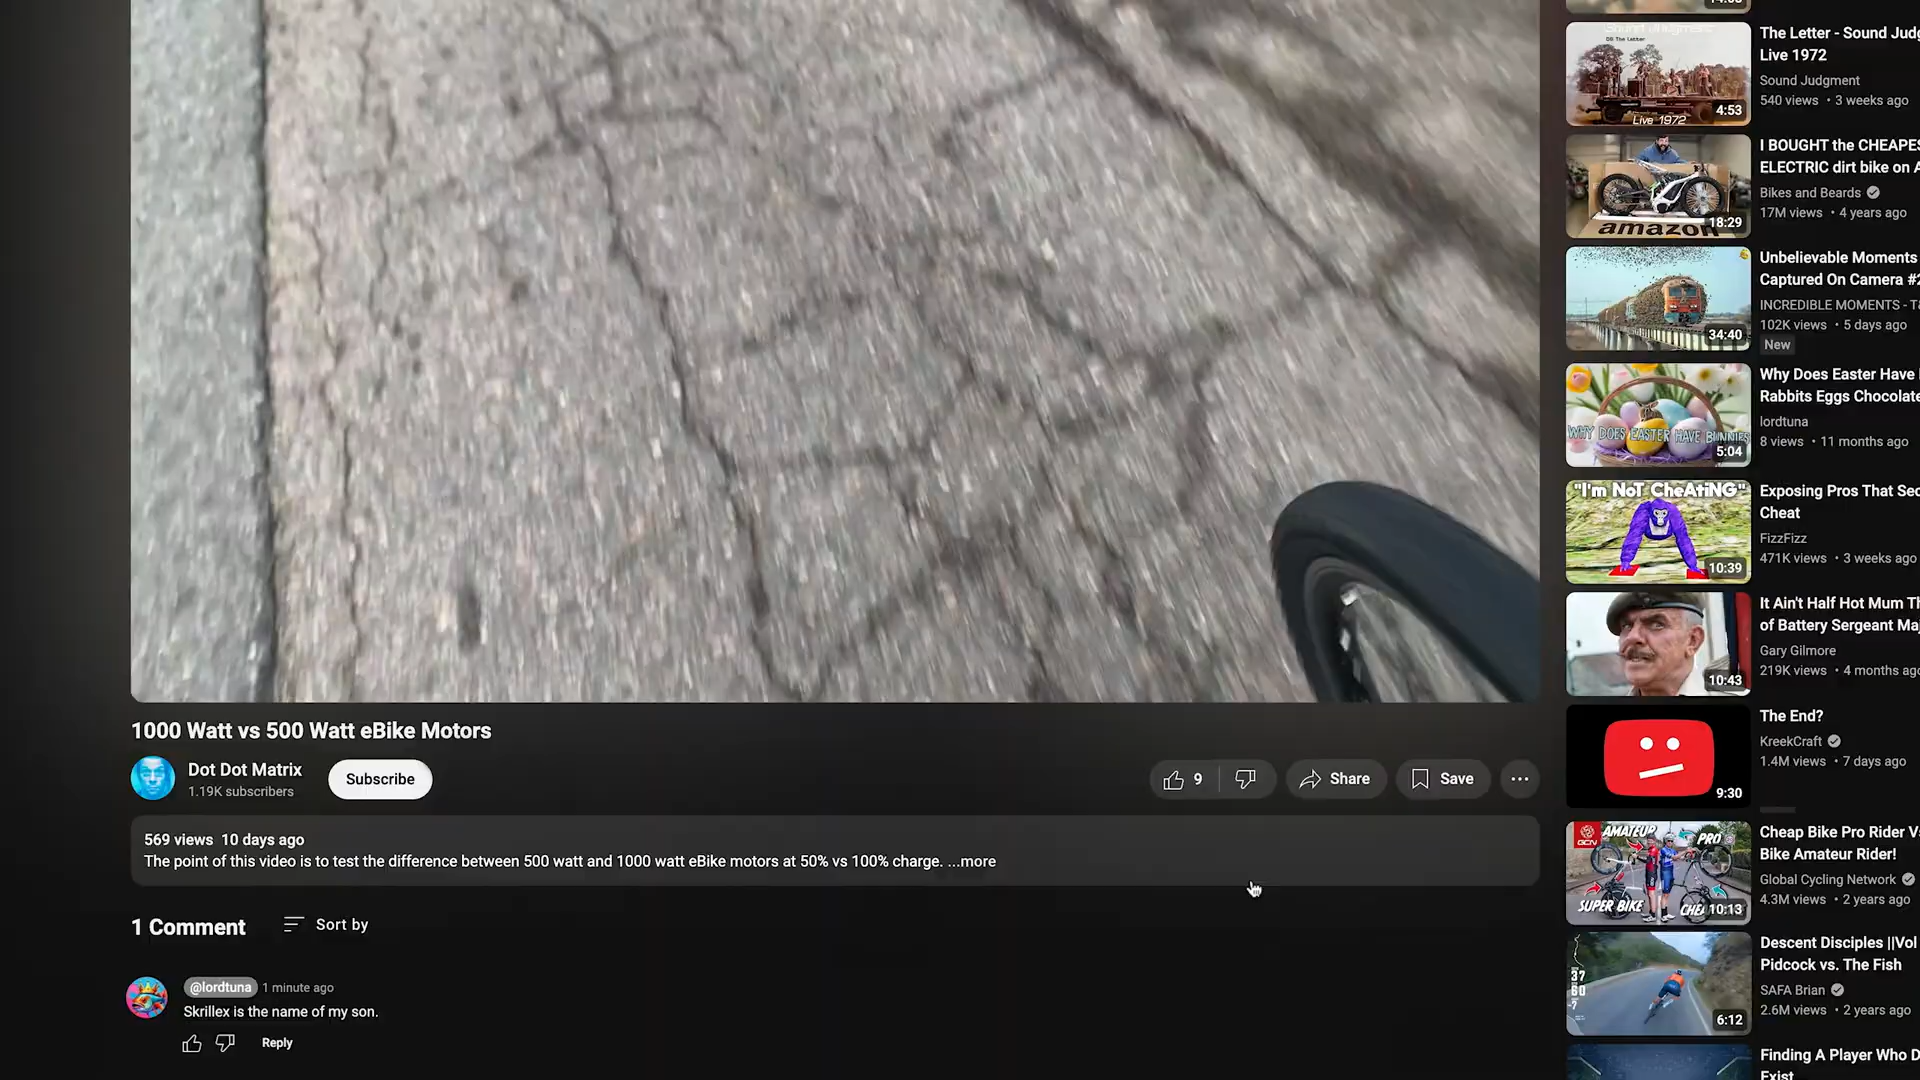 1000 Watt vs 500 Watt eBike Motors
Dot Dot Matrix
1.19K subscribers
Subscribe
9
Share
Save
569 views 10 days ago
The point of this video is to test the difference between 500 watt and 1000 watt eBike motors at 50% vs 100% charge. ...more
1 Comment
Sort by
@lordtuna 1 minute ago
Skillex is the name of my son.
Reply
The Letter - Sound Judg
Live 1972
Sound Judgment
540 views • 3 weeks ago
Live 1972
4:53
I BOUGHT the CHEAPES
ELECTRIC dirt bike on A
Bikes and Beards
17M views • 4 years ago
amazon
18:29
Unbelievable Moments
Captured On Camera #2
INCREDIBLE MOMENTS - T
102K views • 5 days ago
New
34:40
Why Does Easter Have
Rabbits Eggs Chocolate
lordtuna
8 views • 11 months ago
WHY DOES EASTER HAVE BUNNIES
5:04
"I'm NoT CheAtiNG"
10:39
Exposing Pros That Sec
Cheat
FizzFizz
471K views • 3 weeks ago
It Ain't Half Hot Mum Th
of Battery Sergeant Maj
Gary Gilmore
219K views • 4 months ago
10:43
The End?
KreekCraft
1.4M views • 7 days ago
9:30
Cheap Bike Pro Rider V
Bike Amateur Rider!
Global Cycling Network
4.3M views • 2 years ago
GCN
AMATEUR
PRO
SUPER BIKE
CHEA
10:13
Descent Disciples ||Vol
Pidcock vs. The Fish
SAFA Brian
2.6M views • 2 years ago
37
60
6:12
Finding A Player Who D
Exist